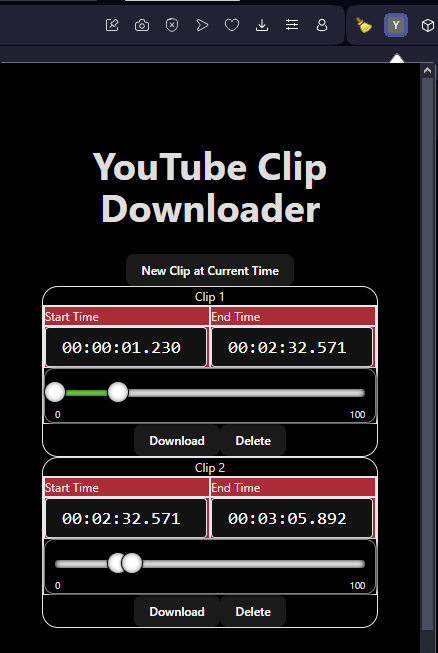 Y
YouTube Clip
Downloader
New Clip at Current Time
Clip 1
Start Time End Time
00:00:01.230 00:02:32.571
0 100
Download Delete
Clip 2
Start Time End Time
00:02:32.571 00:03:05.892
0 100
Download Delete